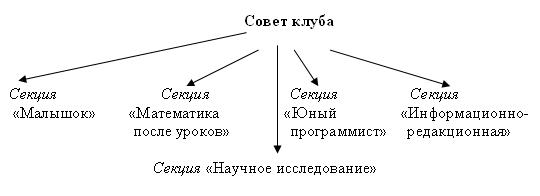 Совет клуба
Секция
«Малышок»
Секция
«Математика
после уроков»
Секция
«Юный
программист»
Секция
«Информационно-
редакционная»
Секция «Научное исследование»